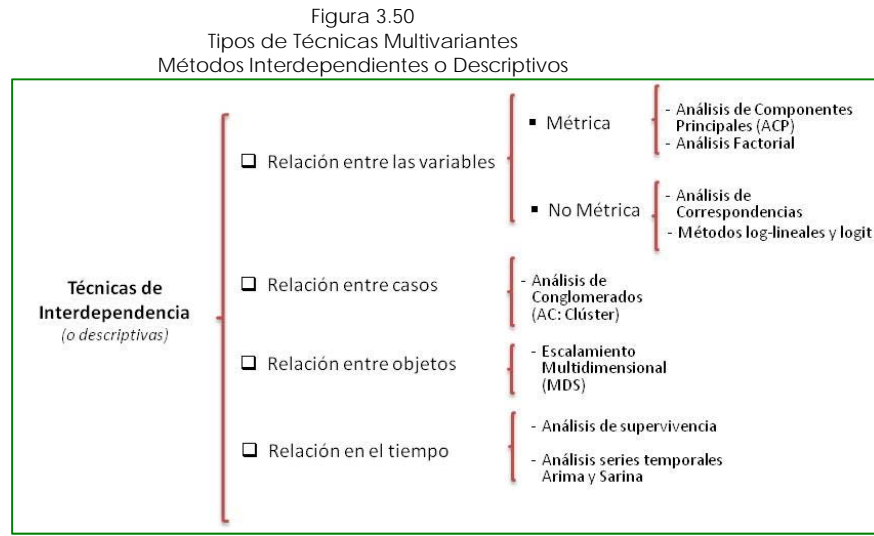 Figura 3.50
Tipos de Técnicas Multivariantes
Métodos Interdependientes o Descriptivos
Técnicas de
Interdependencia
(o descriptivas)
❑ Relación entre las variables
▪ Métrica
- Análisis de Componentes
Principales (ACP)
- Análisis Factorial
▪ No Métrica
- Análisis de
Correspondencias
- Métodos log-lineales y logit
❑ Relación entre casos
- Análisis de
Conglomerados
(AC: Clúster)
❑ Relación entre objetos
- Escalamiento
Multidimensional
(MDS)
❑ Relación en el tiempo
- Análisis de supervivencia
- Análisis series temporales
Arima y Sarina